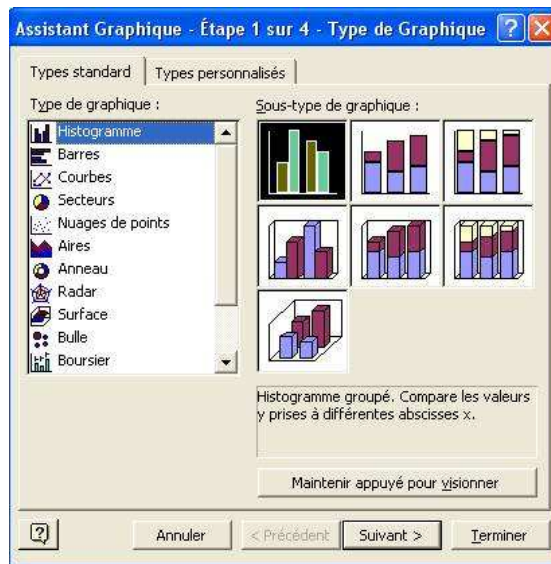 Assistant Graphique - Étape 1 sur 4 - Type de Graphique
Types standard
Types personnalisés
Type de graphique :
Histogramme
Barres
Courbes
Secteurs
Nuages de points
Aires
Anneau
Radar
Surface
Bulle
Boursier
Sous-type de graphique :
Histogramme groupé. Compare les valeurs
y prises à différentes abscisses x.
Maintenir appuyé pour visionner
Annuler
< Précédent
Suivant >
Terminer